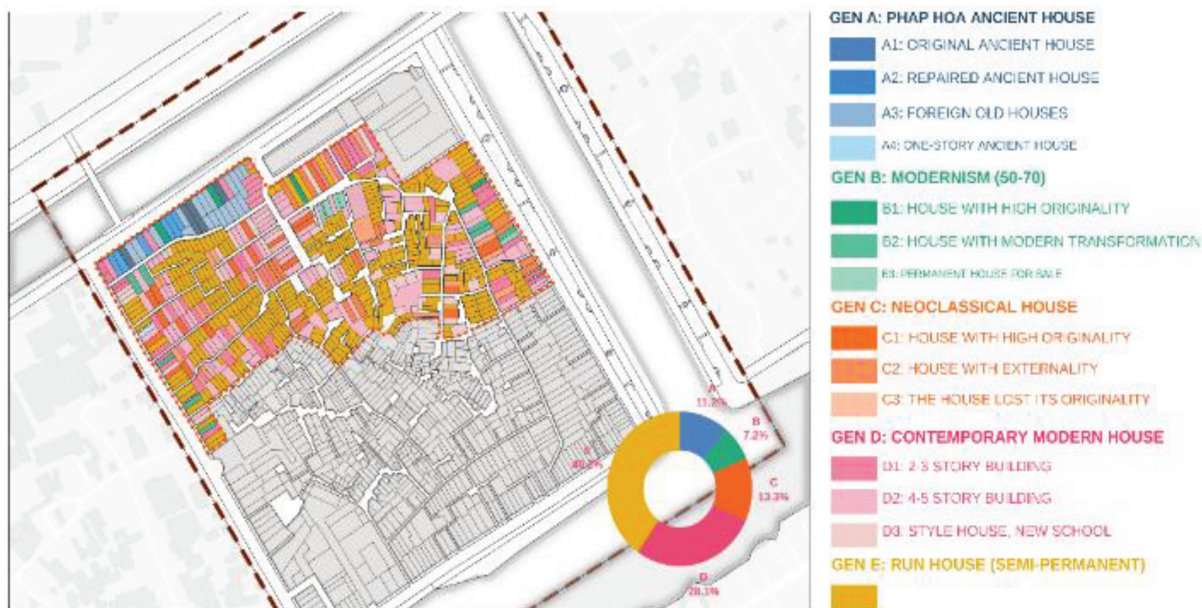 GEN A: PHAP HOA ANCIENT HOUSE
A1: ORIGINAL ANCIENT HOUSE
A2: REPAIRED ANCIENT HOUSE
A3: FOREIGN OLD HOUSES
A4: ONE-STORY ANCIENT HOUSE
GEN B: MODERNISM (50-70)
B1: HOUSE WITH HIGH ORIGINALITY
B2: HOUSE WITH MODERN TRANSFORMATION
B3: PERMANENT HOUSE FOR SALE
GEN C: NEOCLASSICAL HOUSE
C1: HOUSE WITH HIGH ORIGINALITY
C2: HOUSE WITH EXTERNALITY
C3: THE HOUSE LOST ITS ORIGINALITY
GEN D: CONTEMPORARY MODERN HOUSE
D1: 2-3 STORY BUILDING
D2: 4-5 STORY BUILDING
D3: STYLE HOUSE, NEW SCHOOL
GEN E: RUN HOUSE (SEMI-PERMANENT)
A
11.2%
B
7.2%
C
13.3%
D
28.1%